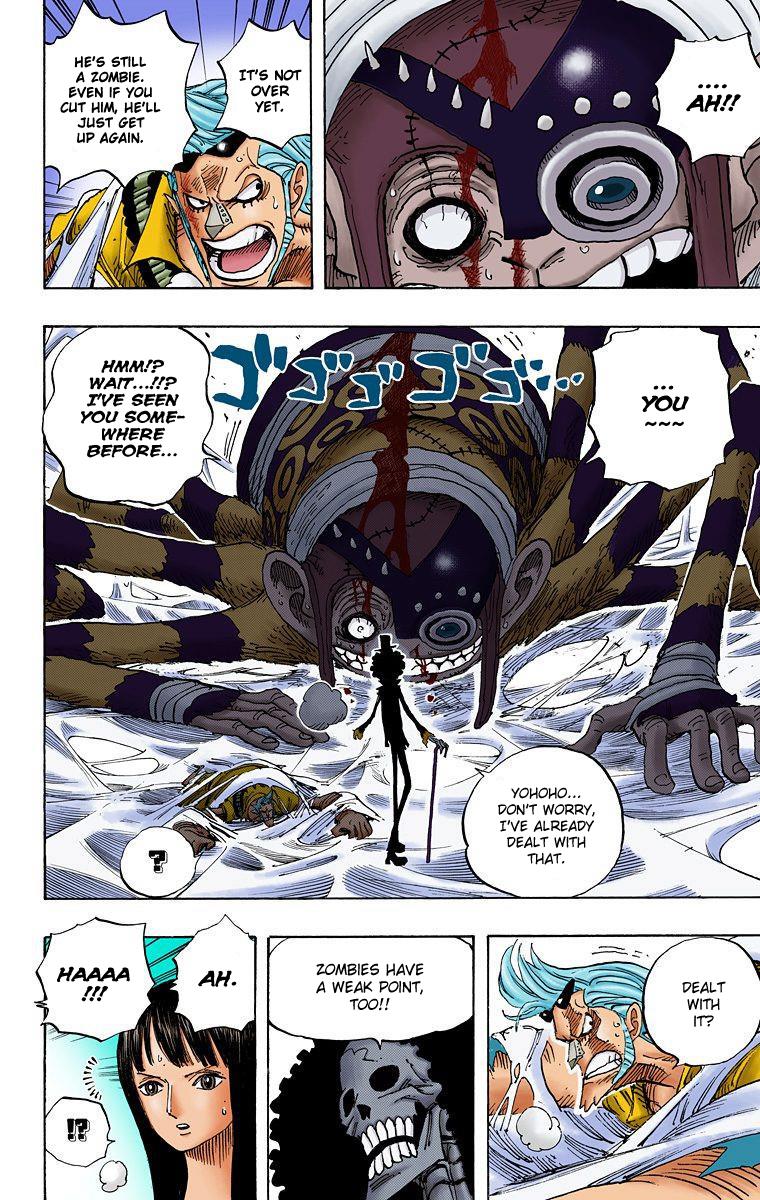 ....
AH!!
IT'S NOT
OVER
YET.
HE'S STILL
A ZOMBIE.
EVEN IF YOU
CUT HIM, HE'LL
JUST GET
UP AGAIN.
...
YOU
~~~
ゴゴゴゴゴ...
HMM!?
WAIT...!!?
I'VE SEEN
YOU SOME-
WHERE
BEFORE...
YOHOHO...
DON'T WORRY,
I'VE ALREADY
DEALT WITH
THAT.
?
DEALT
WITH
IT?
ZOMBIES HAVE
A WEAK POINT,
TOO!!
AH.
HAAAA
!!!
!?